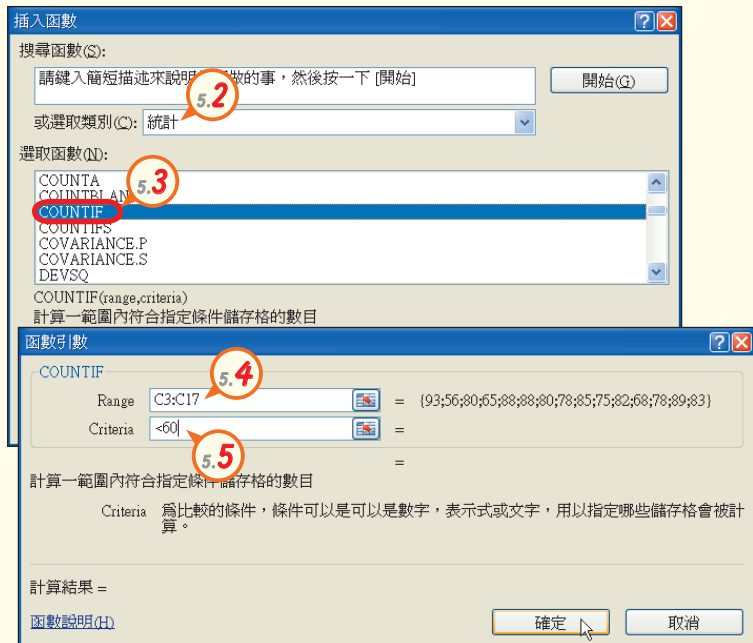 插入函數
搜尋函數(S):
請鍵入簡短描述來說明 做的事，然後按一下 [開始]
開始(G)
5.2
或選取類別(C): 統計
選取函數(N):
5.3
COUNTA
COUNTBLAN
COUNTIF
COUNTIFS
COVARIANCE.P
COVARIANCE.S
DEVSQ
COUNTIF(range,criteria)
計算一範圍內符合指定條件儲存格的數目
函數引數
COUNTIF
5.4
Range C3:C17 = {93;56;80;65;88;88;80;78;85;75;82;68;78;89;83}
Criteria <60 =
5.5
=
計算一範圍內符合指定條件儲存格的數目
Criteria 為比較的條件，條件可以是可以是數字，表示式或文字，用以指定哪些儲存格會被計
算。
計算結果 =
函數說明(H)
確定
取消